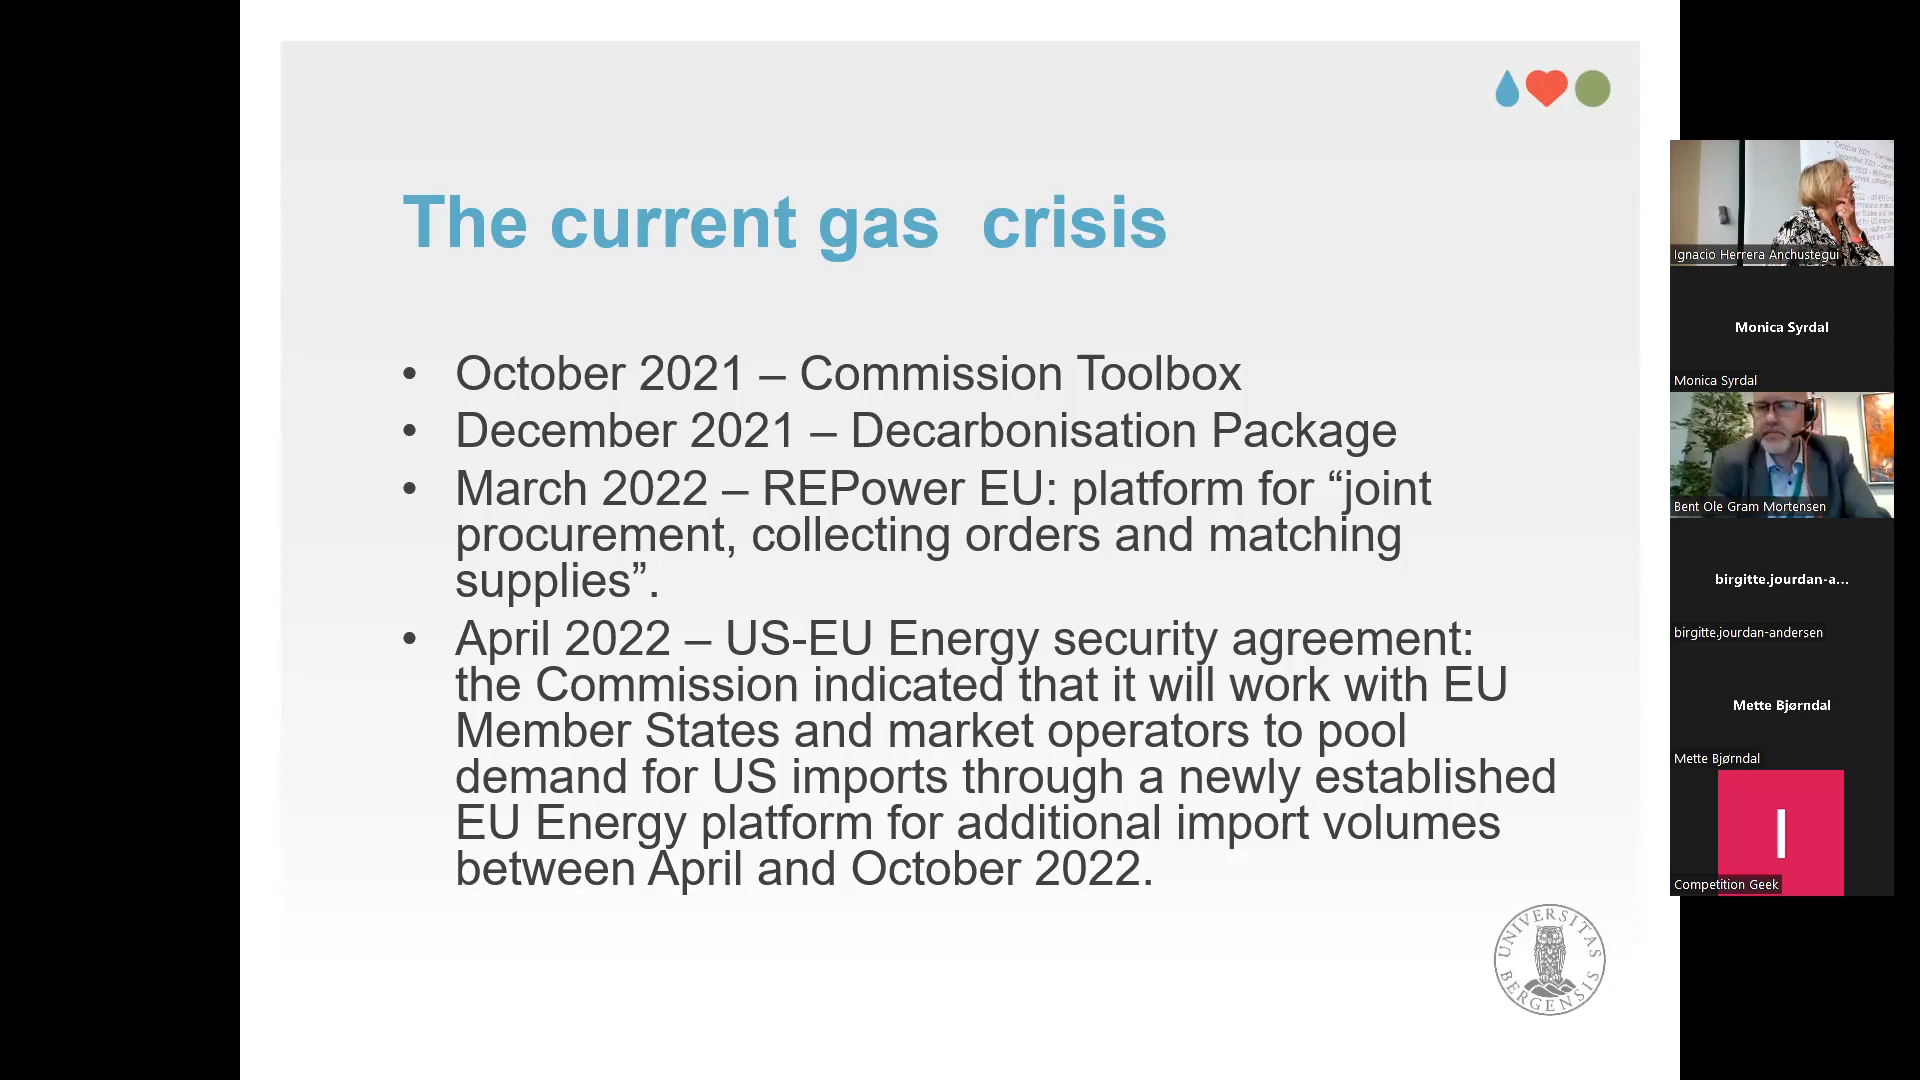 The current gas  crisis
• October 2021 – Commission Toolbox
• December 2021 – Decarbonisation Package
• March 2022 – REPower EU: platform for “joint
procurement, collecting orders and matching
supplies”.
• April 2022 – US-EU Energy security agreement:
the Commission indicated that it will work with EU
Member States and market operators to pool
demand for US imports through a newly established
EU Energy platform for additional import volumes
between April and October 2022.
UNIVERSITAS
BERGENSIS
Ignacio Herrera Anchustegui
Monica Syrdal
Monica Syrdal
Bent Ole Gram Mortensen
birgitte.jourdan-a...
birgitte.jourdan-andersen
Mette Bjørndal
Mette Bjørndal
I
Competition Geek